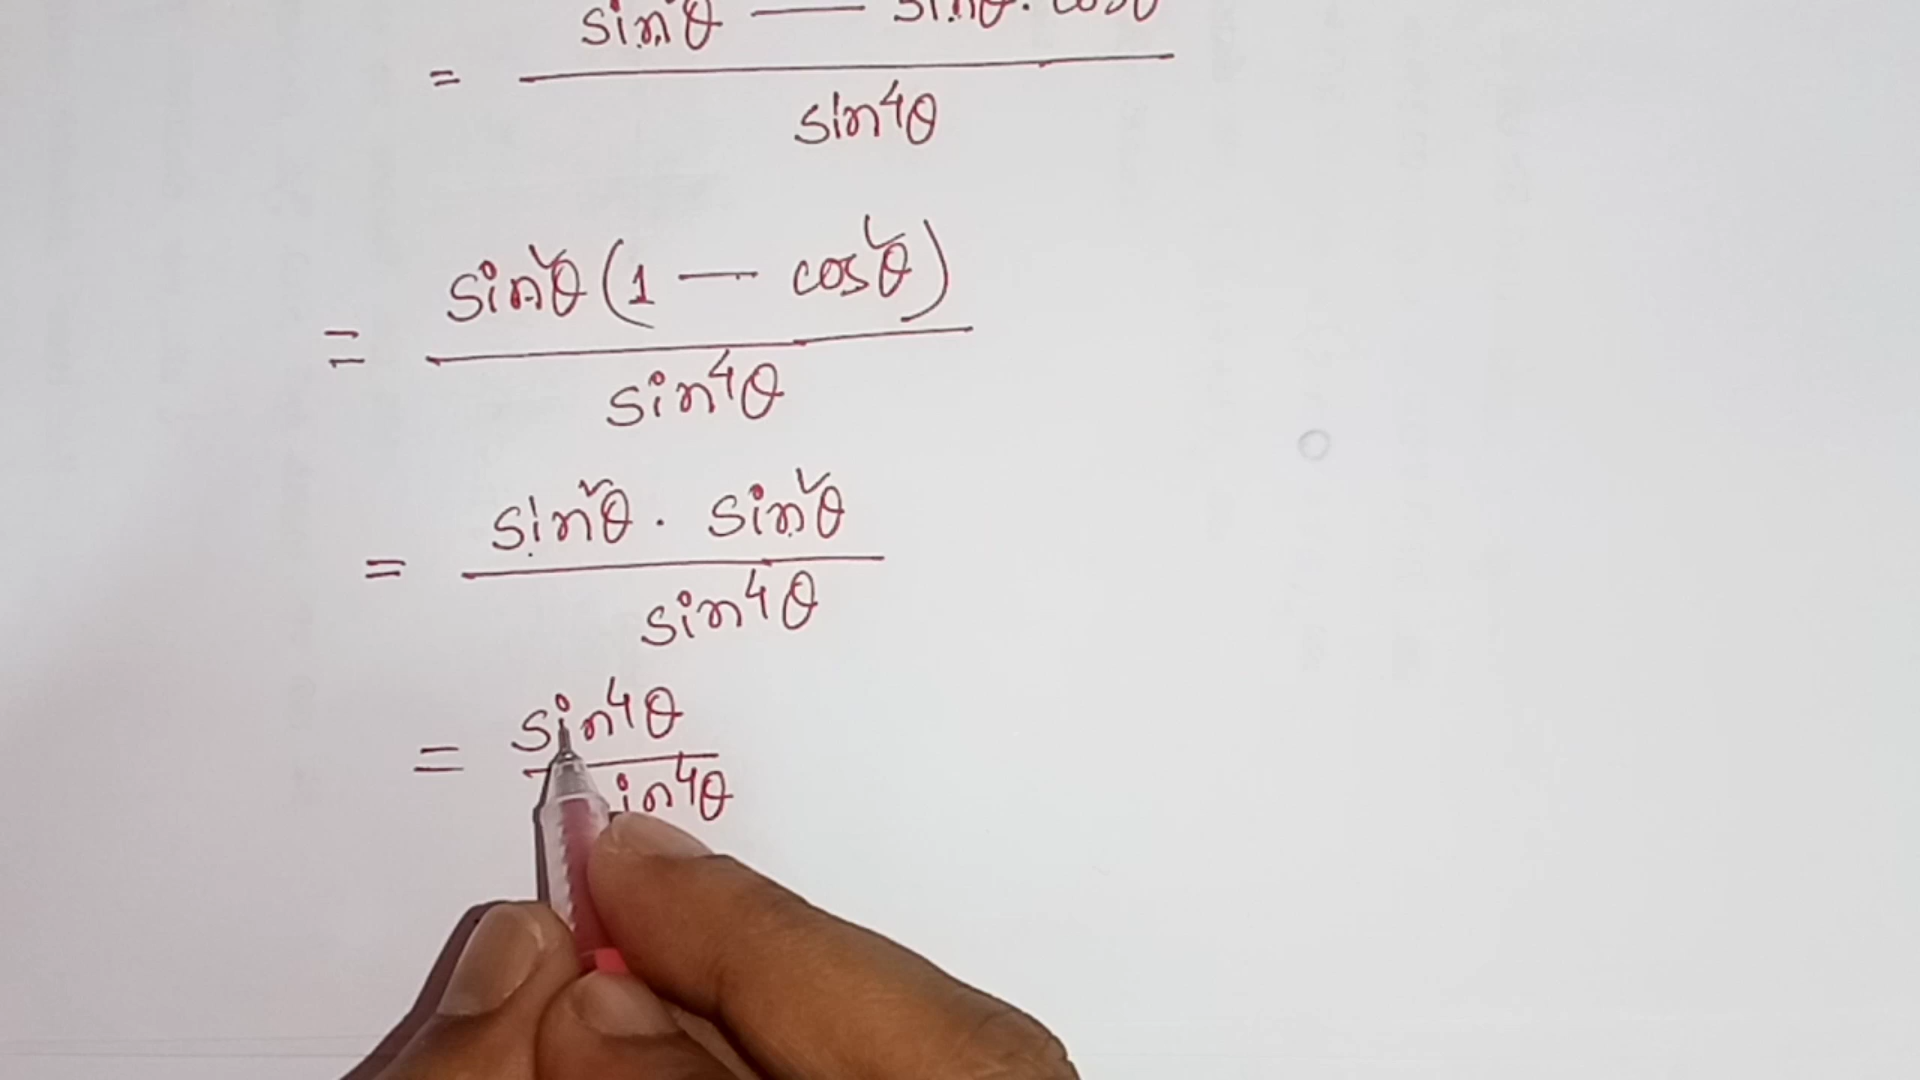 = sin²θ — sin²θ · cos²θ / sin⁴θ
= sin²θ (1 — cos²θ) / sin⁴θ
= sin²θ · sin²θ / sin⁴θ
= sin⁴θ / sin⁴θ